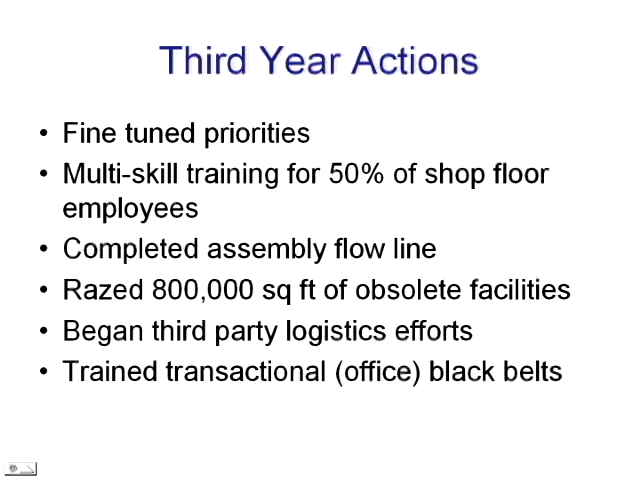 Third Year Actions
• Fine tuned priorities
• Multi-skill training for 50% of shop floor
employees
• Completed assembly flow line
• Razed 800,000 sq ft of obsolete facilities
• Began third party logistics efforts
• Trained transactional (office) black belts